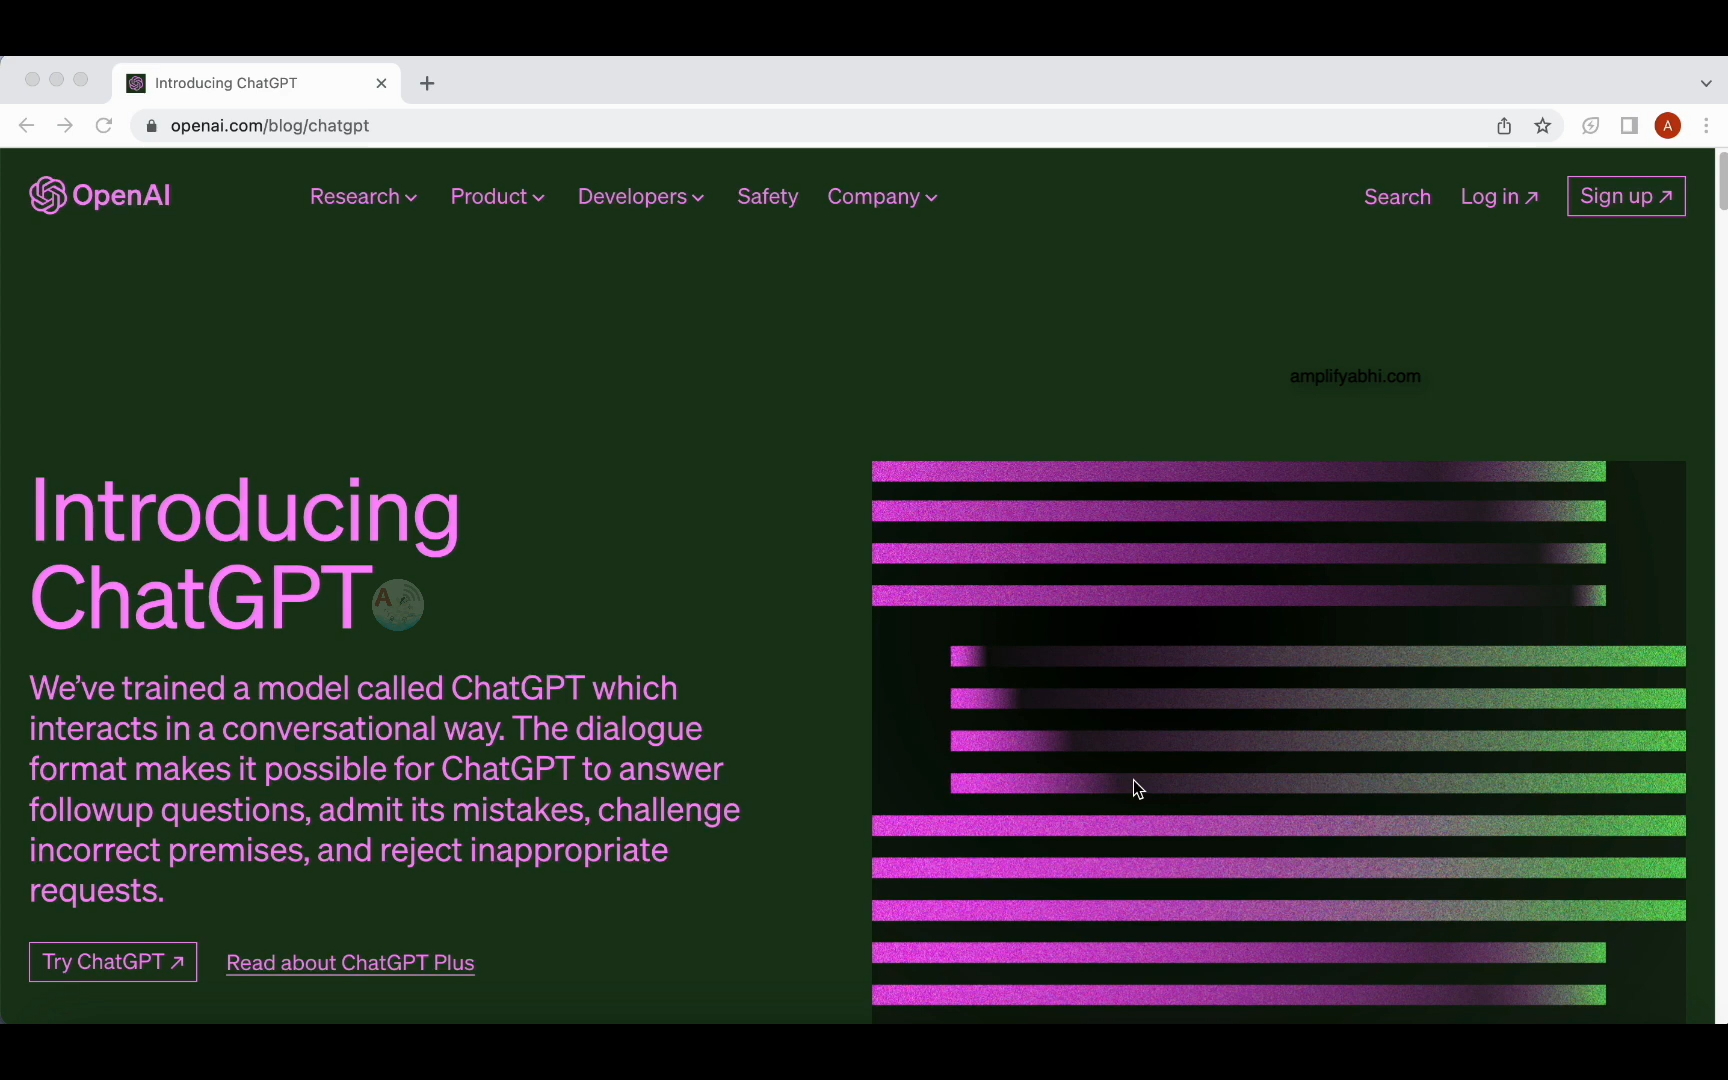 Introducing ChatGPT
openai.com/blog/chatgpt
A
OpenAI
Research
Product
Developers
Safety
Company
Search
Log in ↗
Sign up ↗
amplifyabhi.com
Introducing
ChatGPT
A
We’ve trained a model called ChatGPT which
interacts in a conversational way. The dialogue
format makes it possible for ChatGPT to answer
followup questions, admit its mistakes, challenge
incorrect premises, and reject inappropriate
requests.
Try ChatGPT ↗
Read about ChatGPT Plus